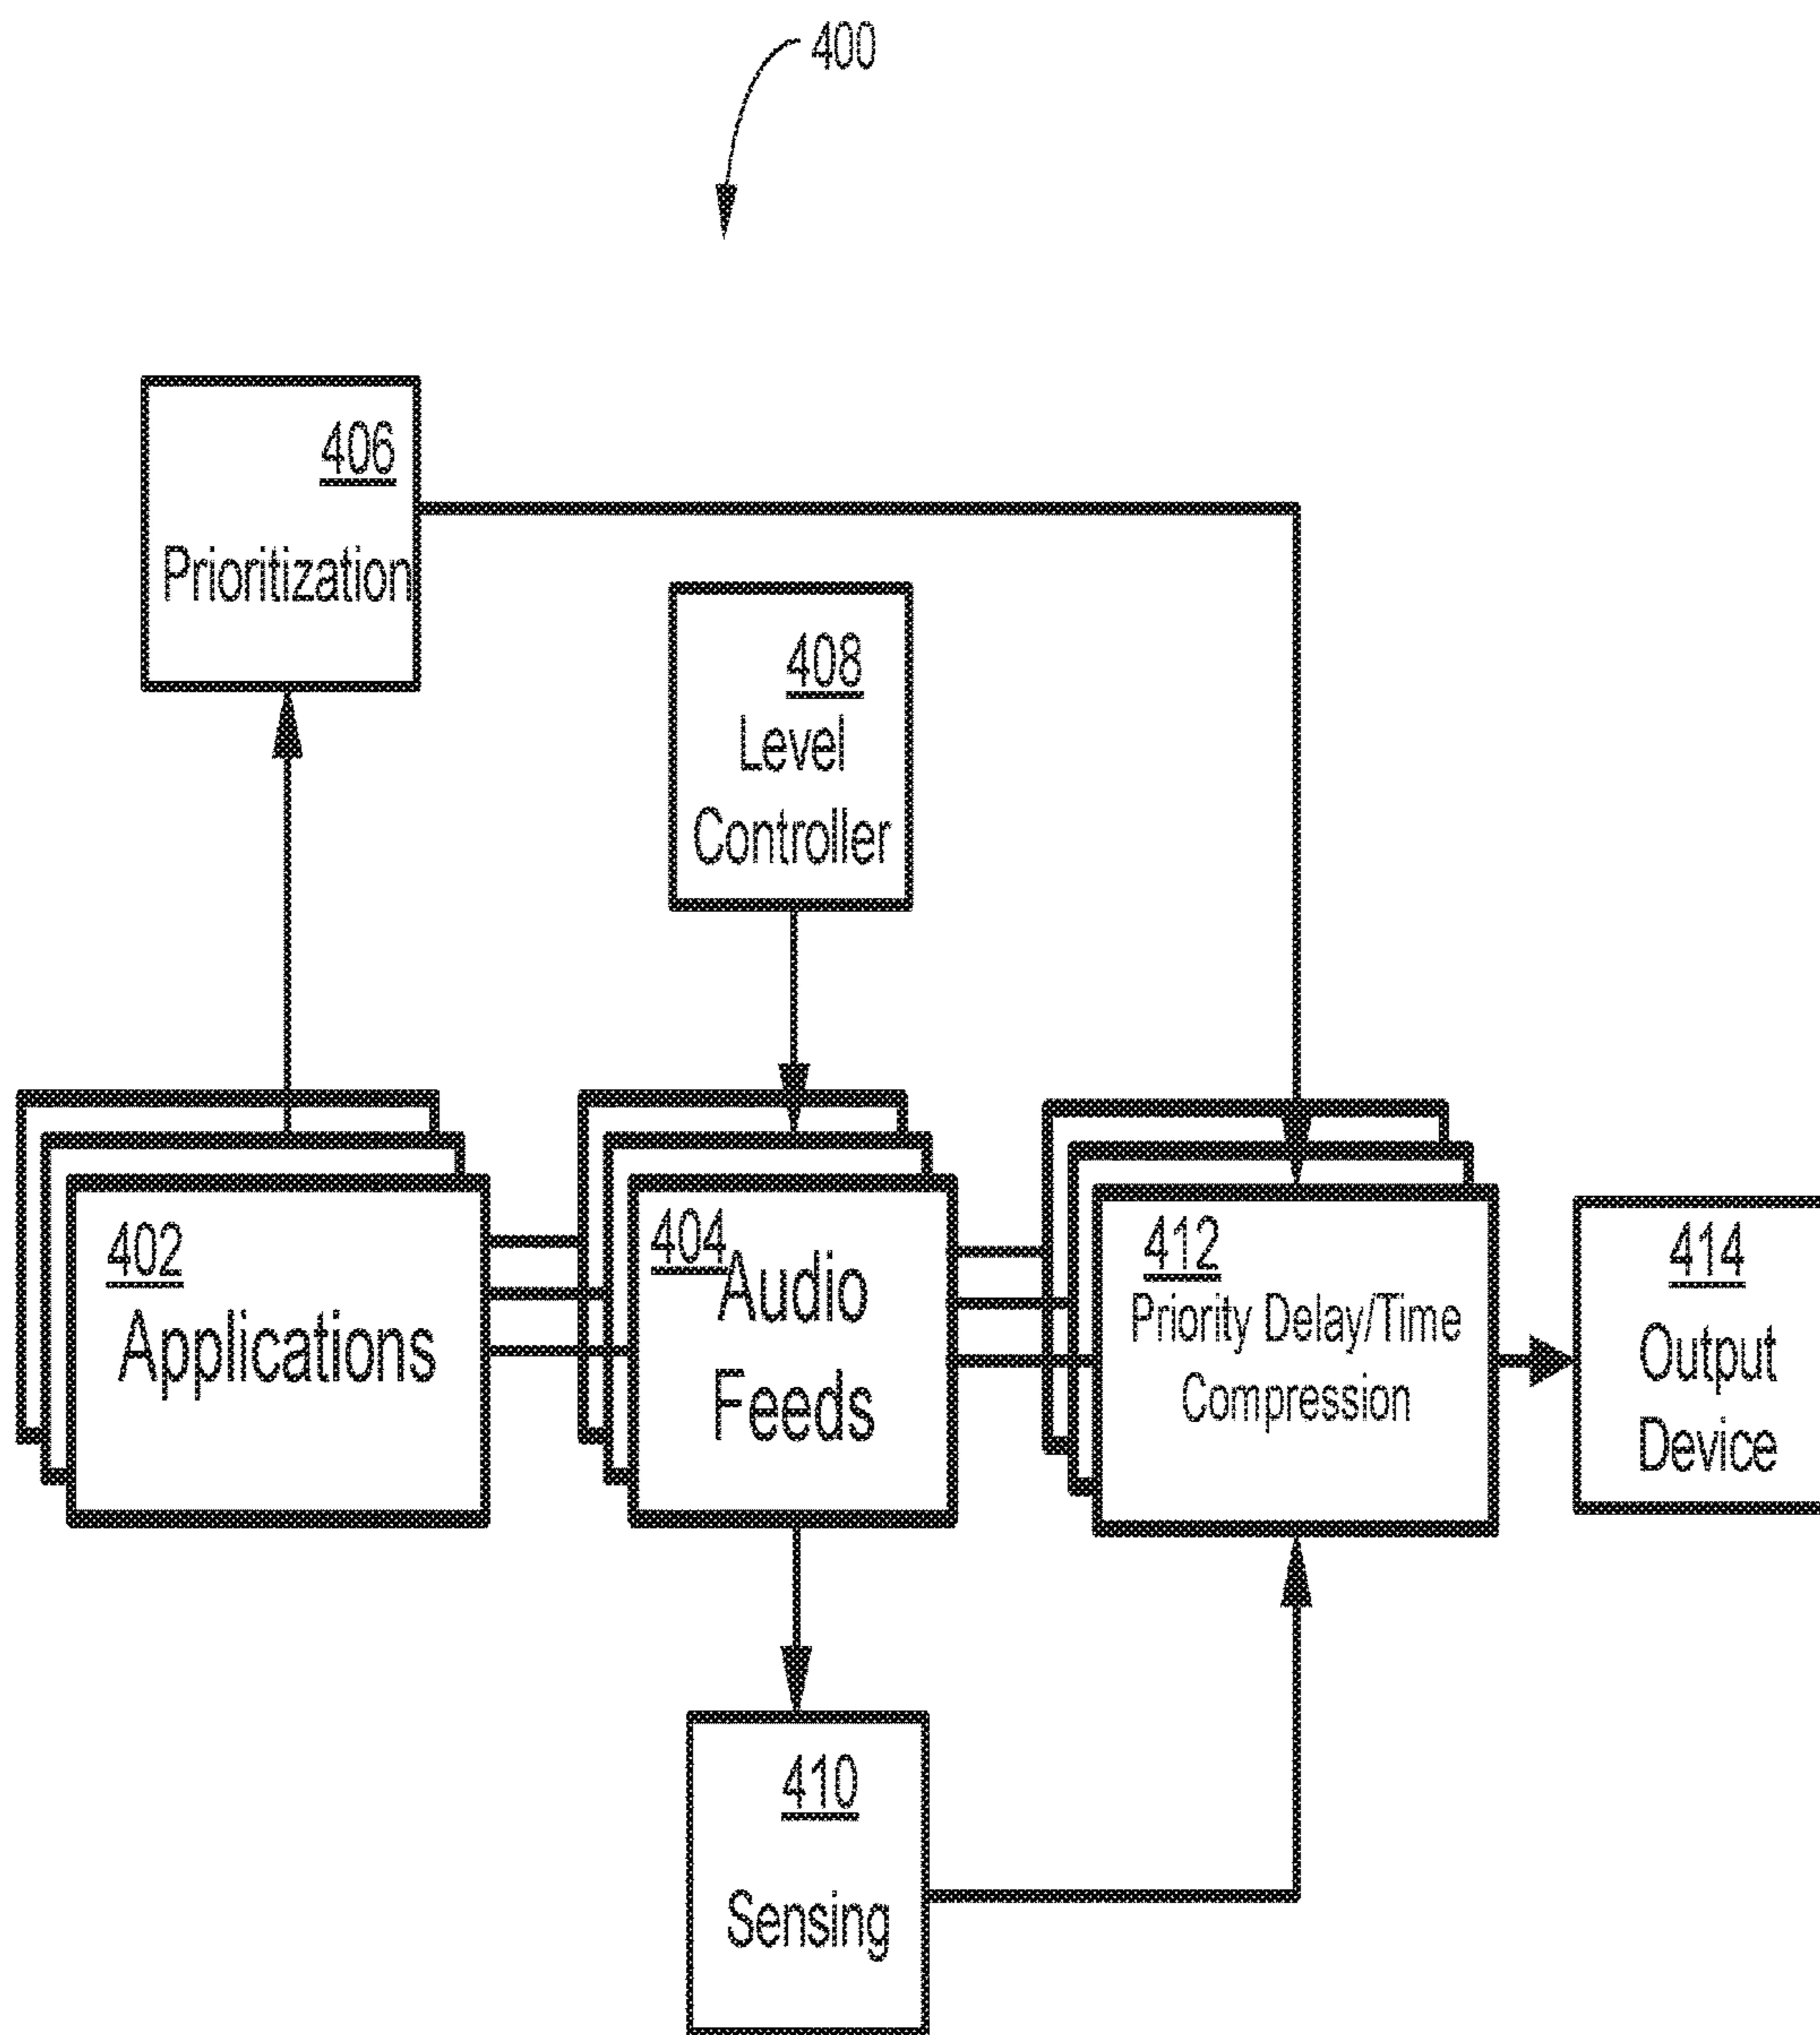 400
406
Prioritization
408
Level
Controller
402
Applications
404
Audio
Feeds
412
Priority Delay/Time
Compression
414
Output
Device
410
Sensing